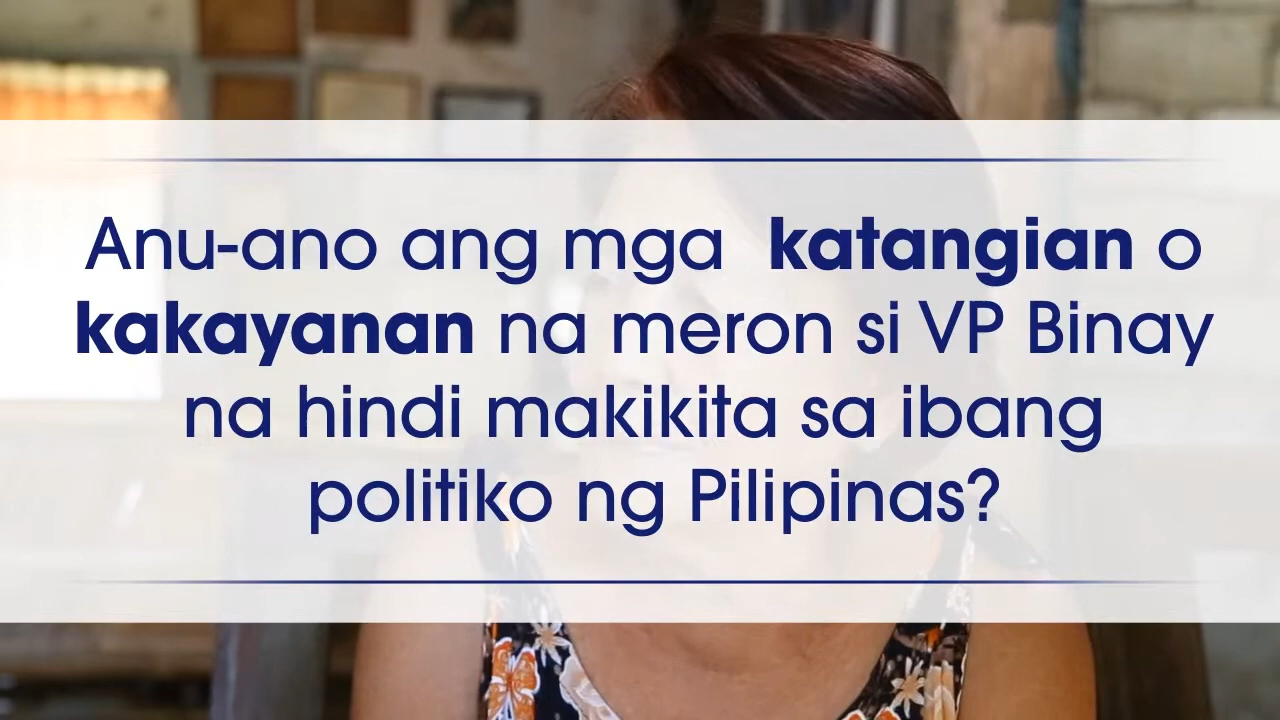 Anu-ano ang mga katangian o
kakayanan na meron si VP Binay
na hindi makikita sa ibang
politiko ng Pilipinas?